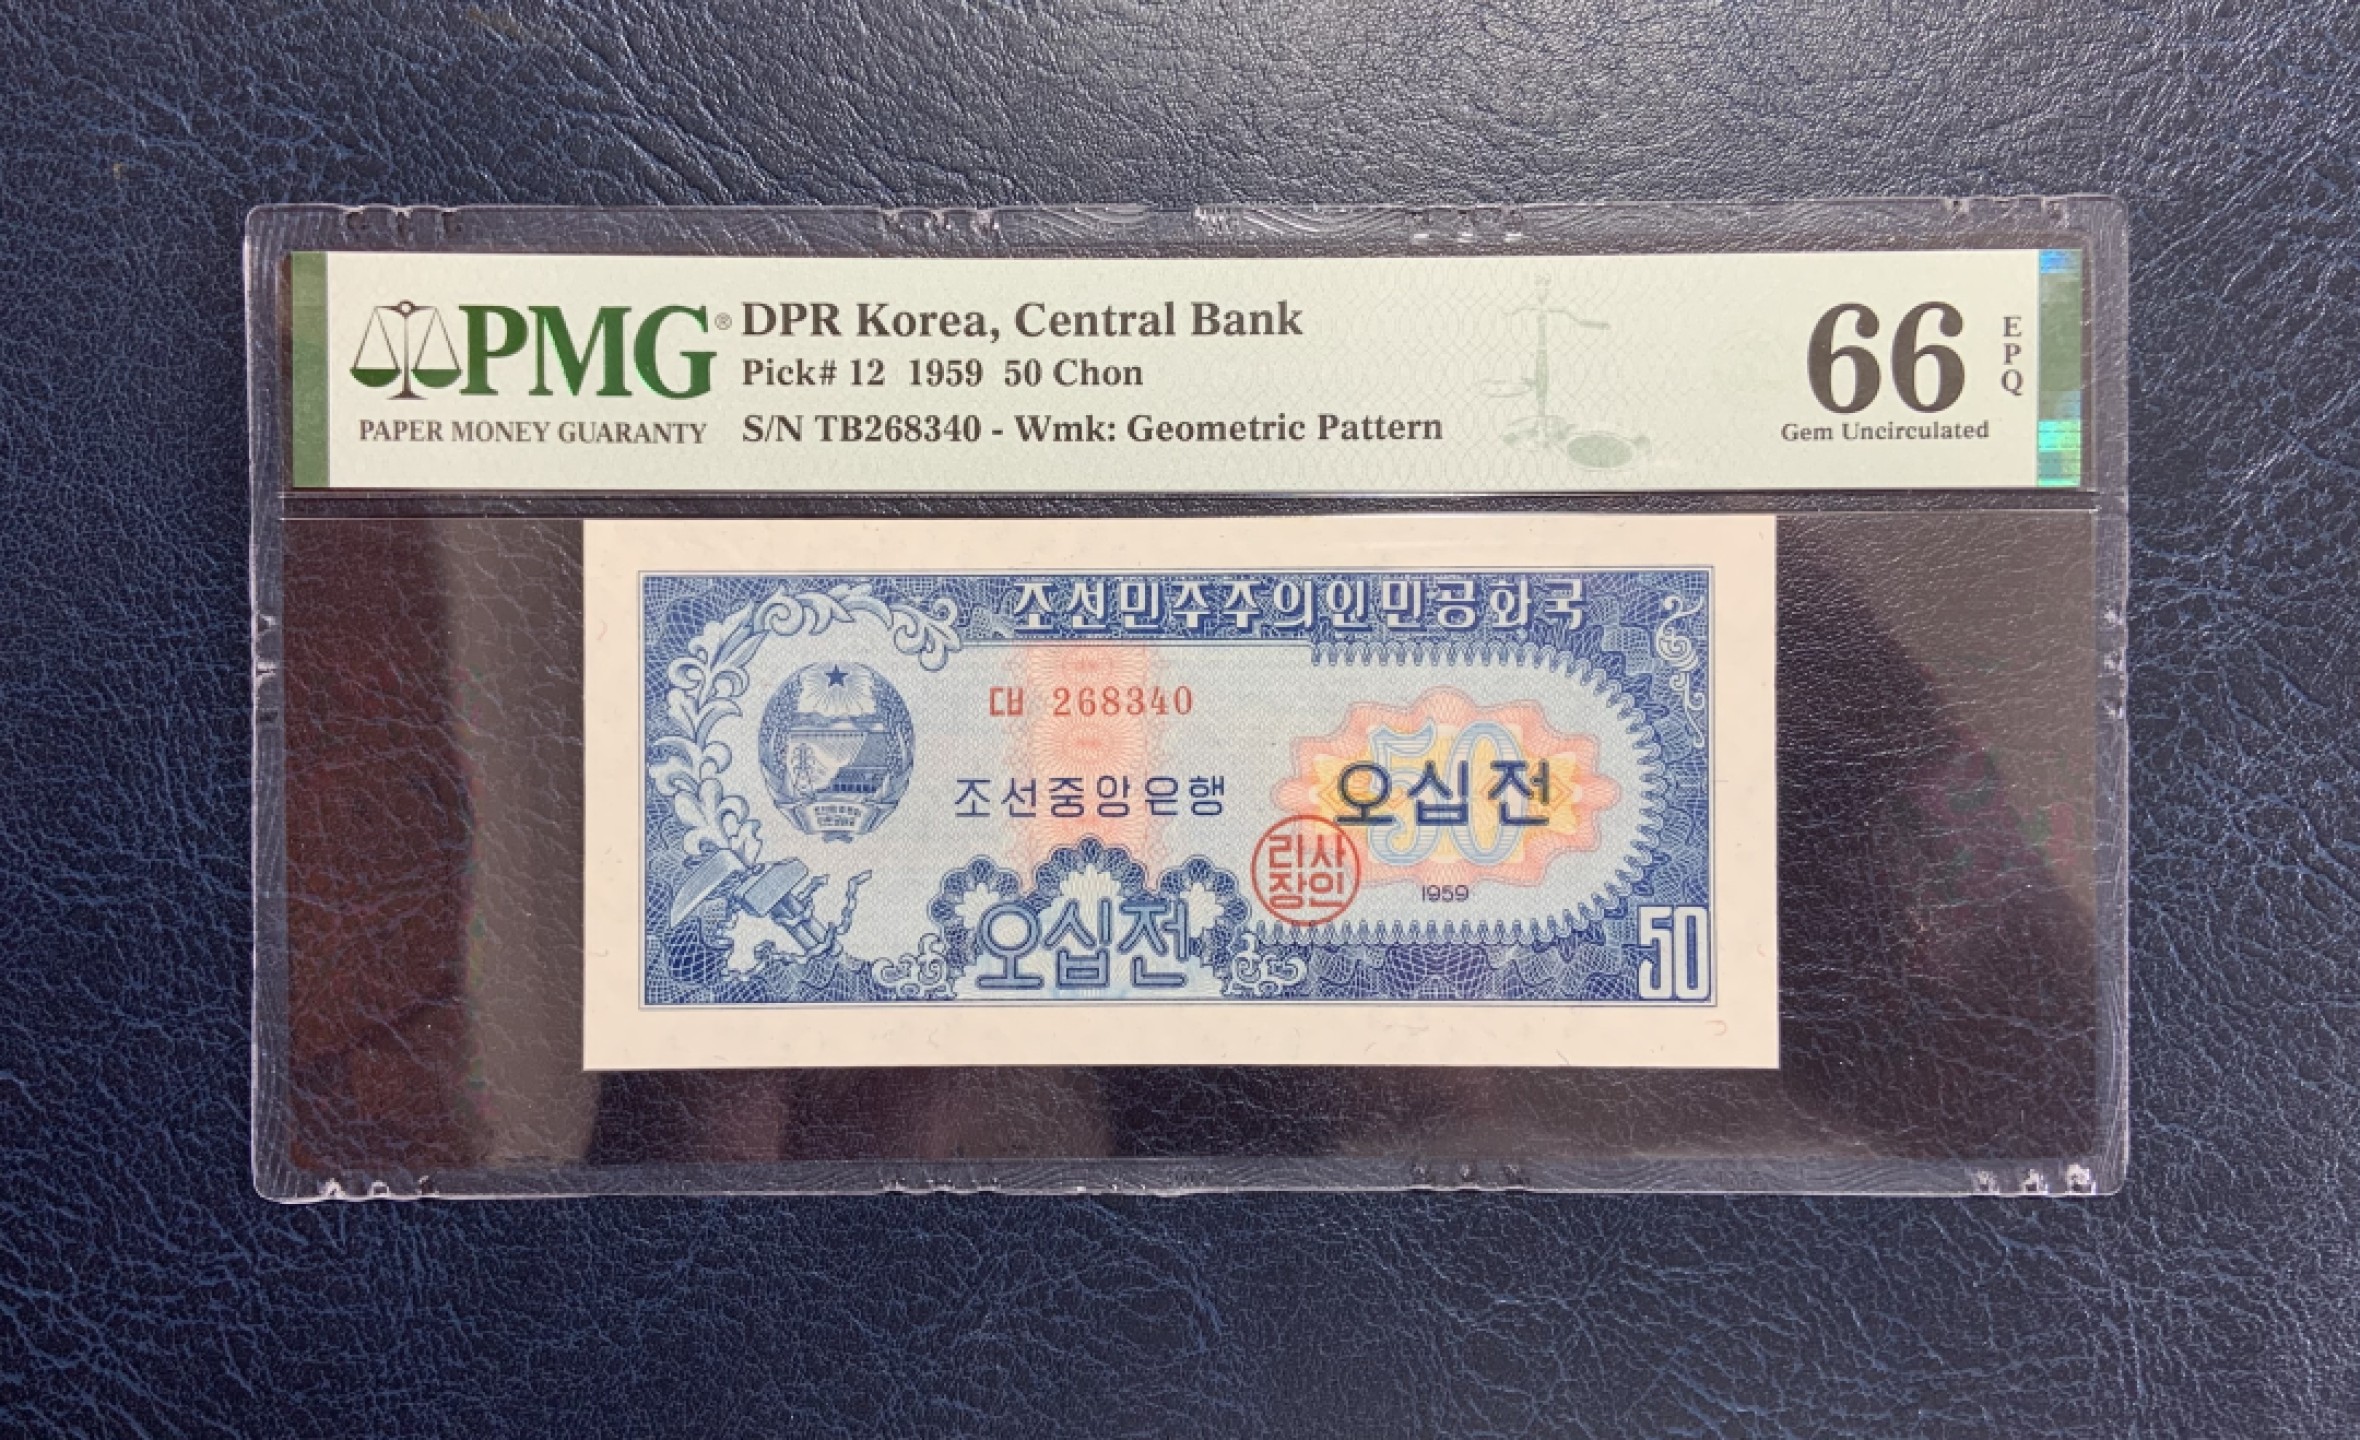 PMG®
PAPER MONEY GUARANTY
DPR Korea, Central Bank
Pick# 12 1959 50 Chon
S/N TB268340 - Wmk: Geometric Pattern
66
EPQ
Gem Uncirculated
조선민주주의인민공화국
ㄷㅂ 268340
조선중앙은행
50
오십전
리사
장인
1959
오십전
50